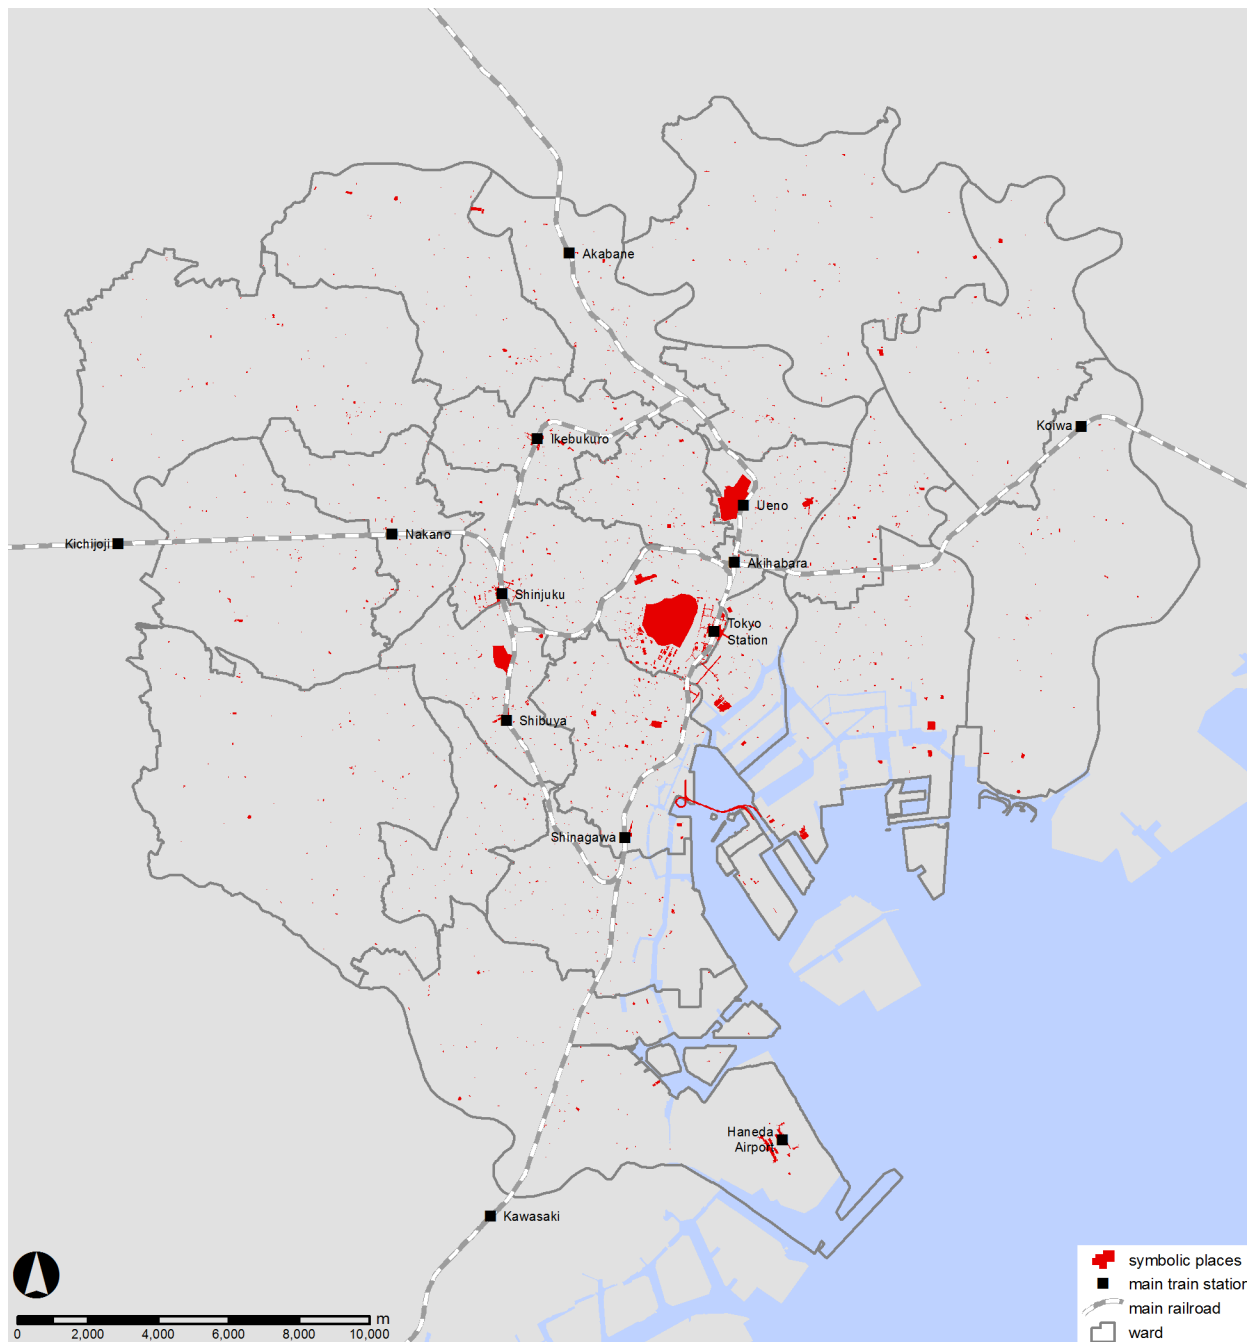 Akabane
Ikebukuro
Koiwa
Ueno
Nakano
Kichijoji
Akihabara
Shinjuku
Tokyo
Station
Shibuya
Shinagawa
Haneda
Airport
Kawasaki
symbolic places
main train station
main railroad
ward
m
0 2,000 4,000 6,000 8,000 10,000